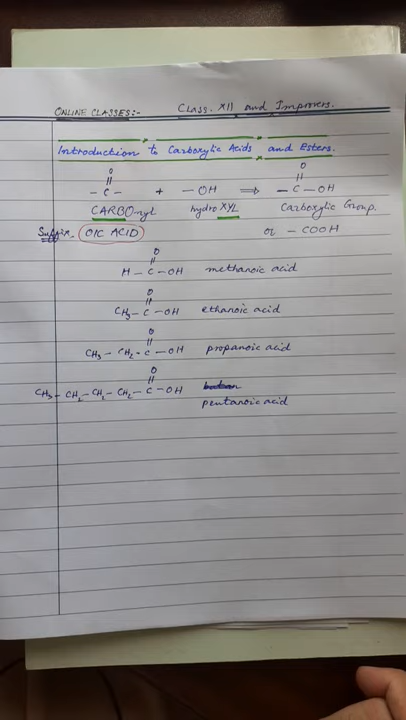 ONLINE CLASSES:- CLASS. XII and Improvers.
Introduction to Carboxylic Acids and Esters.
O O
|| ||
- C - + - OH ⇒ - C - OH
CARBOnyl hydroXYL Carboxylic Group.
Suffix. OIC ACID or - COOH
O
||
H - C - OH methanoic acid
O
||
CH3 - C - OH ethanoic acid
O
||
CH3 - CH2 - C - OH propanoic acid
O
||
CH3 - CH2 - CH2 - CH2 - C - OH butan
pentanoic acid